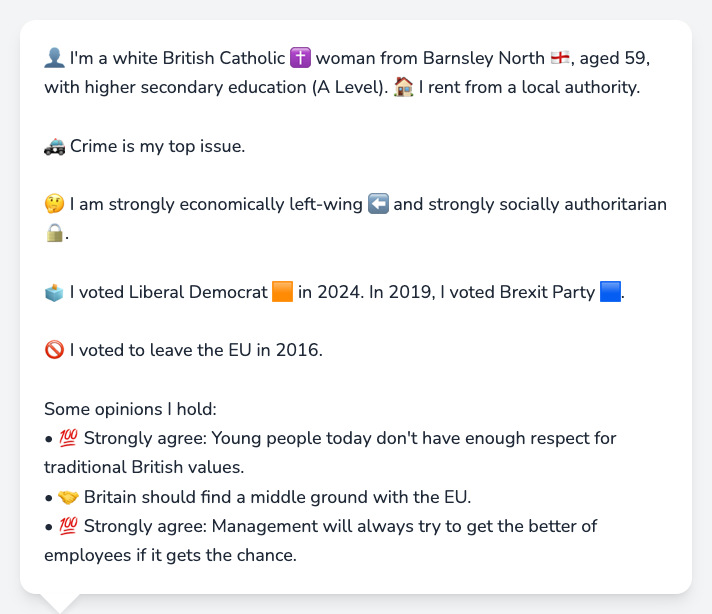 👤 I'm a white British Catholic ✝️ woman from Barnsley North 🏴󠁧󠁢󠁥󠁮󠁧󠁿, aged 59,
with higher secondary education (A Level). 🏠 I rent from a local authority.
🚓 Crime is my top issue.
🤔 I am strongly economically left-wing ⬅️ and strongly socially authoritarian
🔒.
🗳️ I voted Liberal Democrat 🟧 in 2024. In 2019, I voted Brexit Party 🟦.
🚫 I voted to leave the EU in 2016.
Some opinions I hold:
• 💯 Strongly agree: Young people today don't have enough respect for
traditional British values.
• 🤝 Britain should find a middle ground with the EU.
• 💯 Strongly agree: Management will always try to get the better of
employees if it gets the chance.